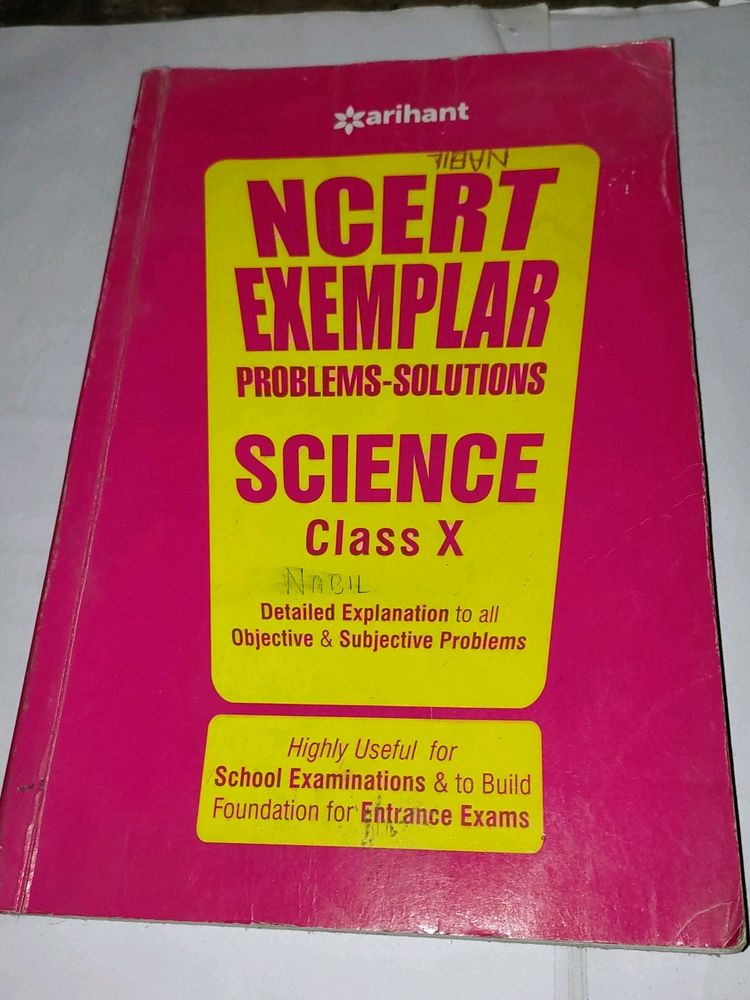 arihant
NABIL
NCERT
EXEMPLAR
PROBLEMS-SOLUTIONS
SCIENCE
Class X
NABIL
Detailed Explanation to all
Objective & Subjective Problems
Highly Useful for
School Examinations & to Build
Foundation for Entrance Exams